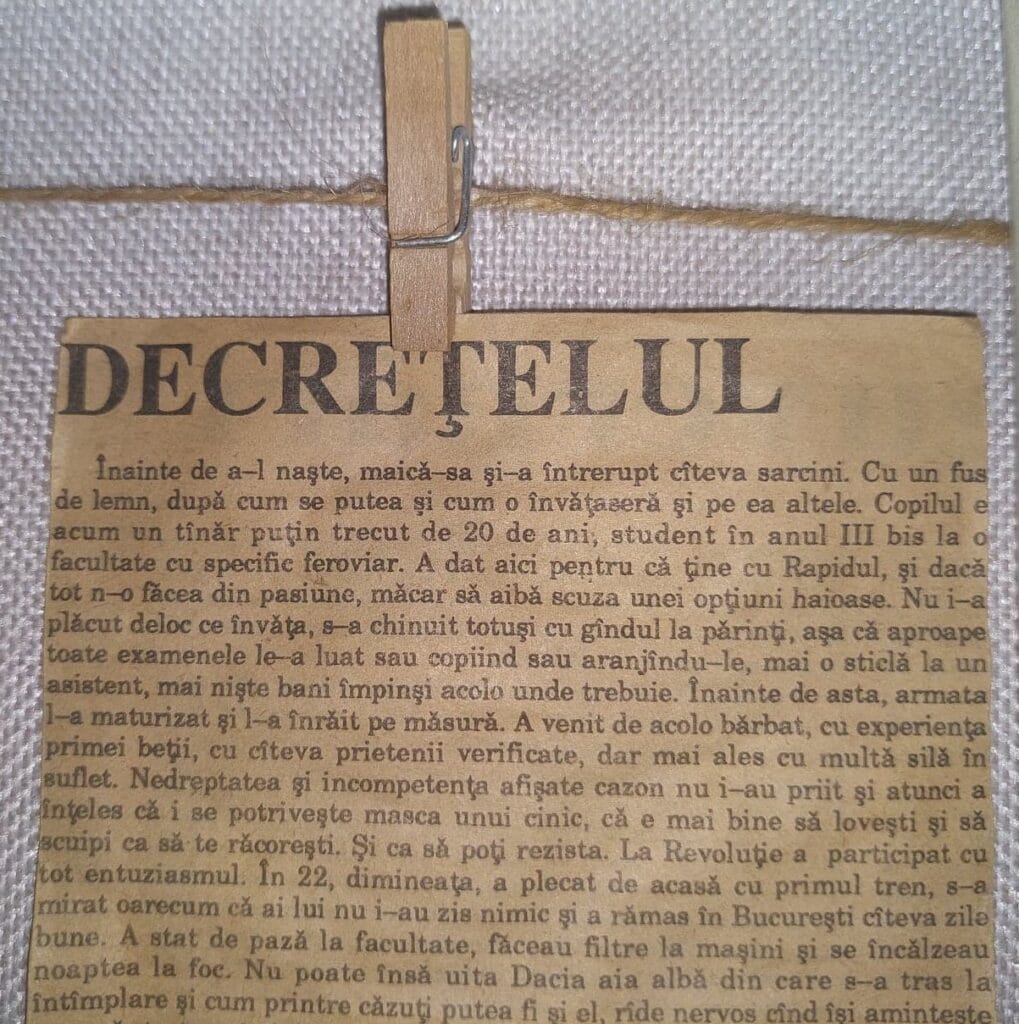 DECREŢELUL
Înainte de a–l naşte, maică–sa şi–a întrerupt cîteva sarcini. Cu un fus
de lemn, după cum se putea şi cum o învăţaseră şi pe ea altele. Copilul e
acum un tînăr puţin trecut de 20 de ani, student în anul III bis la o
facultate cu specific feroviar. A dat aici pentru că ţine cu Rapidul, şi dacă
tot n–o făcea din pasiune, măcar să aibă scuza unei opţiuni haioase. Nu i–a
plăcut deloc ce învăţa, s–a chinuit totuşi cu gîndul la părinţi, aşa că aproape
toate examenele le–a luat sau copiind sau aranjîndu–le, mai o sticlă la un
asistent, mai nişte bani împinşi acolo unde trebuie. Înainte de asta, armata
l–a maturizat şi l–a înrăit pe măsură. A venit de acolo bărbat, cu experienţa
primei beţii, cu cîteva prietenii verificate, dar mai ales cu multă silă în
suflet. Nedreptatea şi incompetenţa afişate cazon nu i–au priit şi atunci a
înţeles că i se potriveşte masca unui cinic, că e mai bine să loveşti şi să
scuipi ca să te răcoreşti. Şi ca să poţi rezista. La Revoluţie a participat cu
tot entuziasmul. În 22, dimineaţa, a plecat de acasă cu primul tren, s–a
mirat oarecum că ai lui nu i–au zis nimic şi a rămas în Bucureşti cîteva zile
bune. A stat de pază la facultate, făceau filtre la maşini şi se încălzeau
noaptea la foc. Nu poate însă uita Dacia aia albă din care s–a tras la
întîmplare şi cum printre căzuţi putea fi şi el, rîde nervos cînd îşi aminteşte